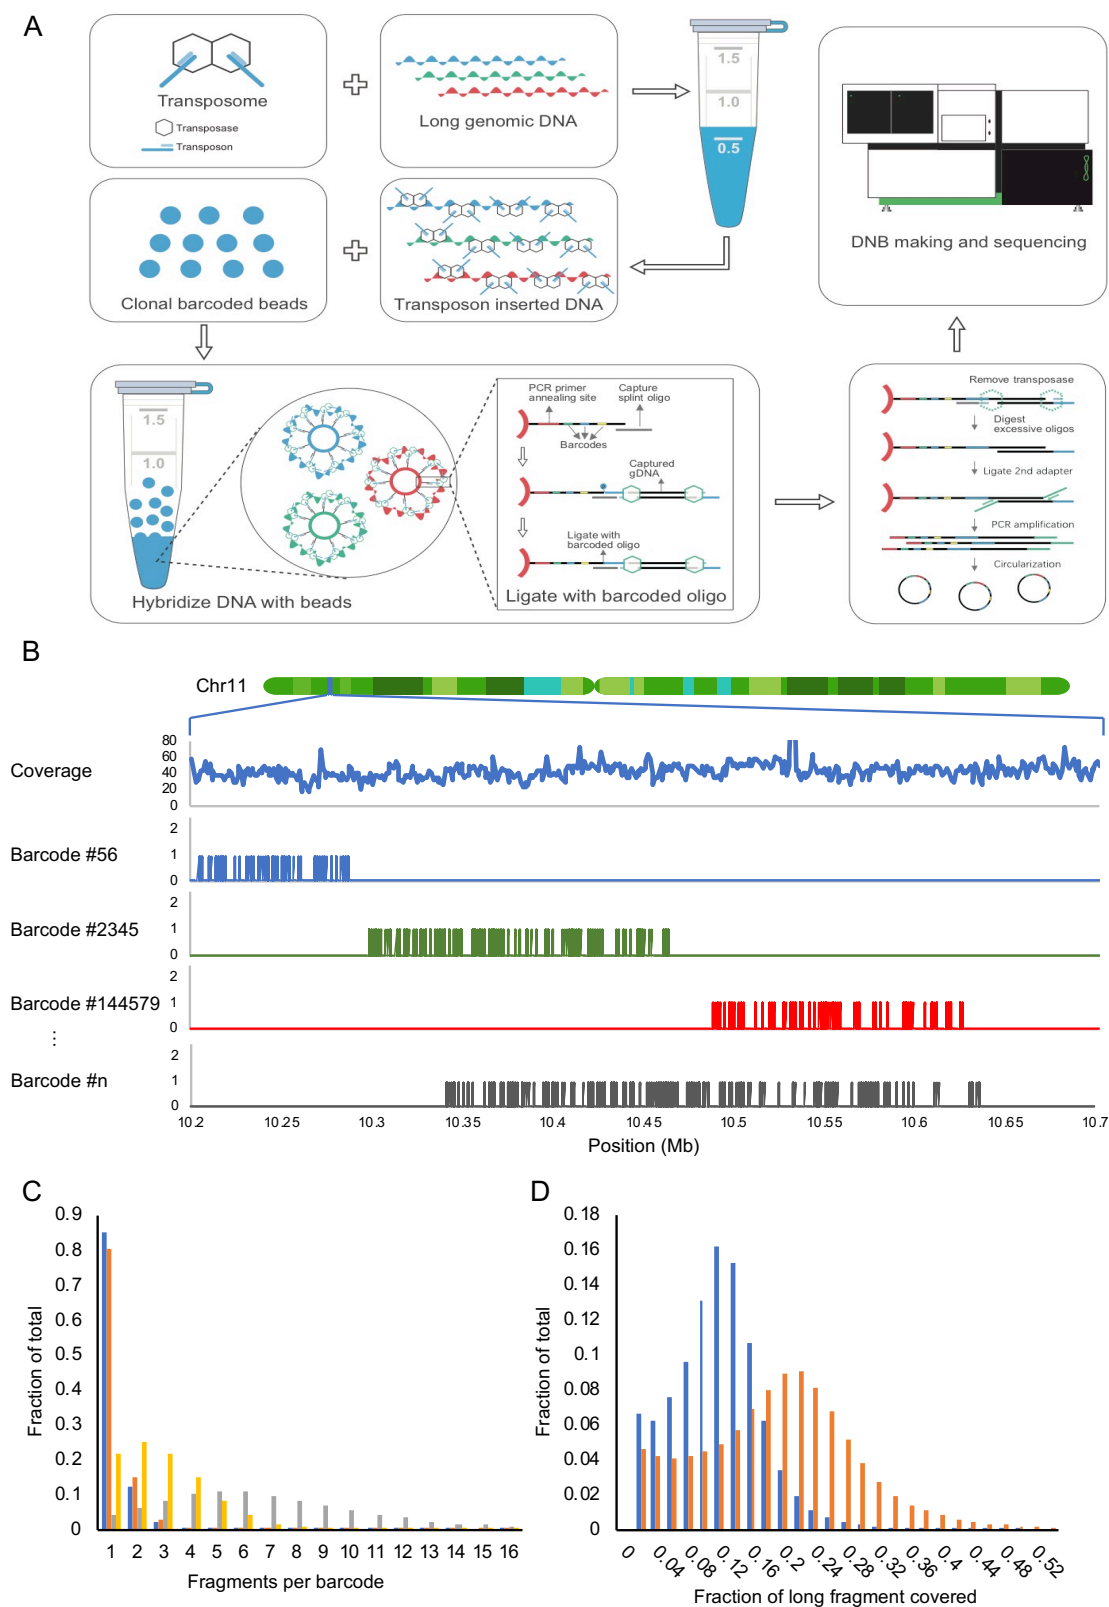 A
Transposome
Transposase
Transposon
Long genomic DNA
1.5
1.0
0.5
DNB making and sequencing
Clonal barcoded beads
Transposon inserted DNA
1.5
1.0
Hybridize DNA with beads
PCR primer
annealing site
Capture
splint oligo
Barcodes
Captured
gDNA
Ligate with
barcoded oligo
Ligate with barcoded oligo
Remove transposase
Digest
excessive oligos
Ligate 2nd adapter
PCR amplification
Circularization
B
Chr11
Coverage
80
60
40
20
0
Barcode #56
2
1
0
Barcode #2345
2
1
0
Barcode #144579
2
1
0
⋮
Barcode #n
2
1
0
10.2 10.25 10.3 10.35 10.4 10.45 10.5 10.55 10.6 10.65 10.7
Position (Mb)
C
Fraction of total
0.9
0.8
0.7
0.6
0.5
0.4
0.3
0.2
0.1
0
1 2 3 4 5 6 7 8 9 10 11 12 13 14 15 16
Fragments per barcode
D
Fraction of total
0.18
0.16
0.14
0.12
0.1
0.08
0.06
0.04
0.02
0
0 0.04 0.08 0.12 0.16 0.2 0.24 0.28 0.32 0.36 0.4 0.44 0.48 0.52
Fraction of long fragment covered